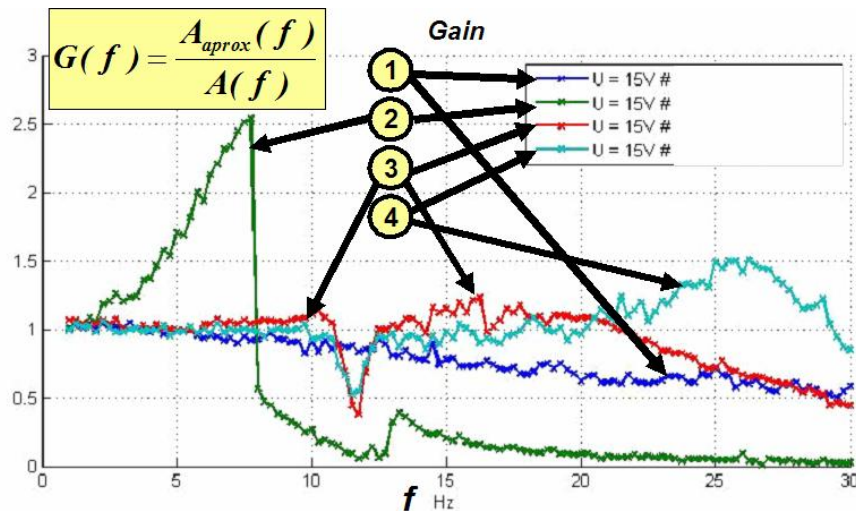 G(f) = A_aprox(f) / A(f)
Gain
1
2
3
4
U = 15V #
U = 15V #
U = 15V #
U = 15V #
3
2.5
2
1.5
1
0.5
0
0 5 10 15 20 25 30
f Hz